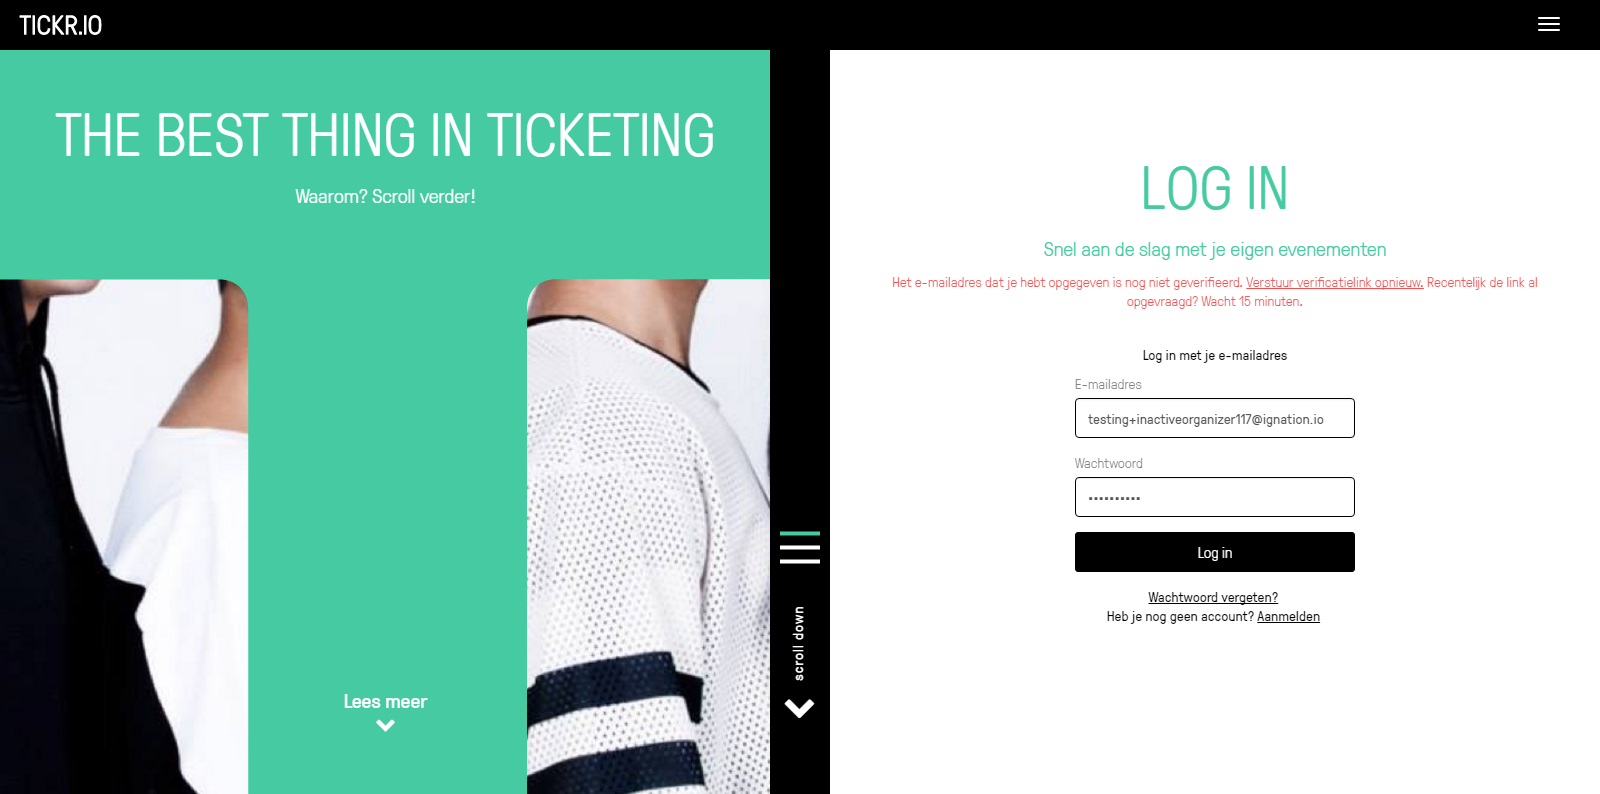 TICKR.IO
THE BEST THING IN TICKETING
Waarom? Scroll verder!
Lees meer
scroll down
LOG IN
Snel aan de slag met je eigen evenementen
Het e-mailadres dat je hebt opgegeven is nog niet geverifieerd. Verstuur verificatielink opnieuw. Recentelijk de link al
opgevraagd? Wacht 15 minuten.
Log in met je e-mailadres
E-mailadres
testing+inactiveorganizer117@ignation.io
Wachtwoord
••••••••••
Log in
Wachtwoord vergeten?
Heb je nog geen account? Aanmelden